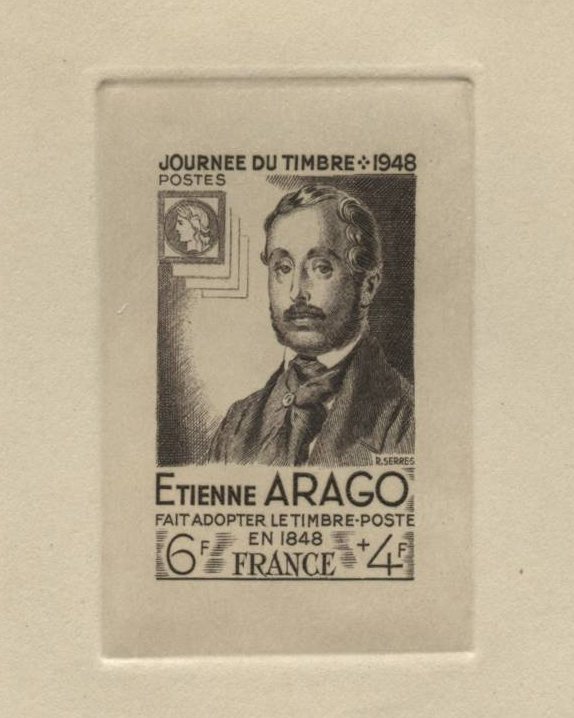 JOURNEE DU TIMBRE 1948
POSTES
R. SERRES
ETIENNE ARAGO
FAIT ADOPTER LE TIMBRE-POSTE
EN 1848
6F FRANCE +4F